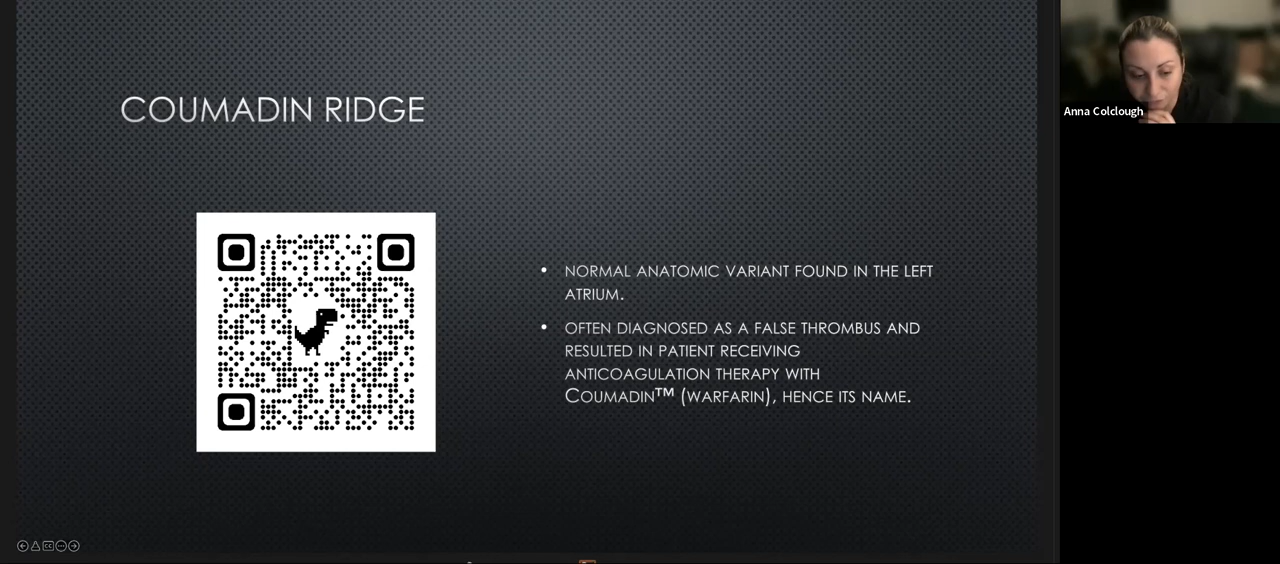 COUMADIN RIDGE
• NORMAL ANATOMIC VARIANT FOUND IN THE LEFT
ATRIUM.
• OFTEN DIAGNOSED AS A FALSE THROMBUS AND
RESULTED IN PATIENT RECEIVING
ANTICOAGULATION THERAPY WITH
COUMADIN™ (WARFARIN), HENCE ITS NAME.
Anna Colclough